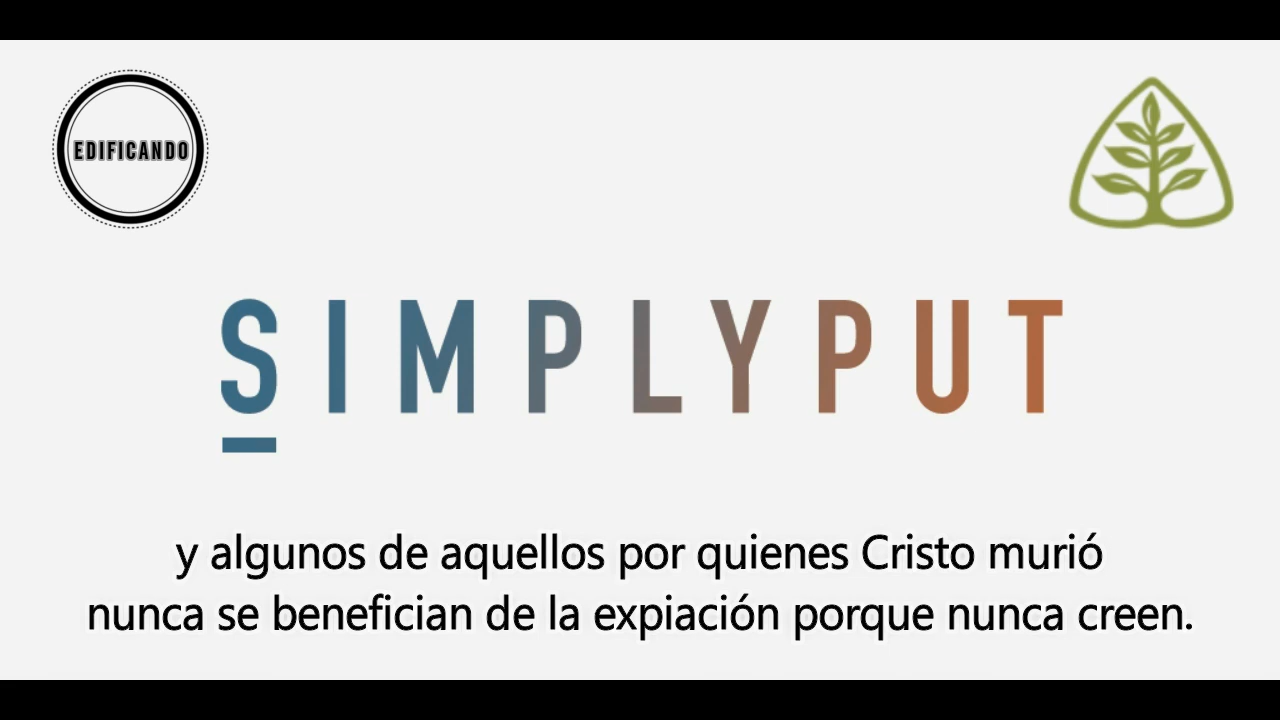 EDIFICANDO
SIMPLYPUT
y algunos de aquellos por quienes Cristo murió
nunca se benefician de la expiación porque nunca creen.